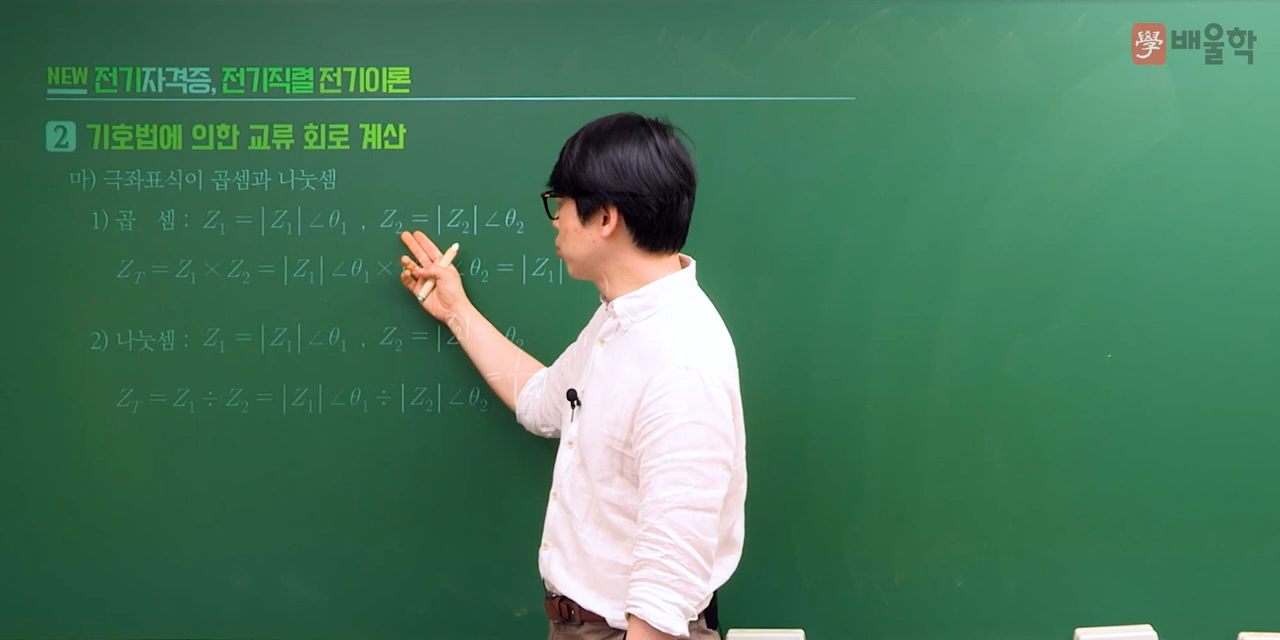 學 배울학
NEW 전기자격증, 전기직렬 전기이론
2 기호법에 의한 교류 회로 계산
마) 극좌표식이 곱셈과 나눗셈
1) 곱 셈 : Z₁ = |Z₁|∠θ₁ , Z₂ = |Z₂|∠θ₂
Z_T = Z₁ × Z₂ = |Z₁|∠θ₁ × ∠θ₂ = |Z₁|
2) 나눗셈 : Z₁ = |Z₁|∠θ₁ , Z₂ = |Z θ₂
Z_T = Z₁ ÷ Z₂ = |Z₁|∠θ₁ ÷ |Z₂|∠θ₂